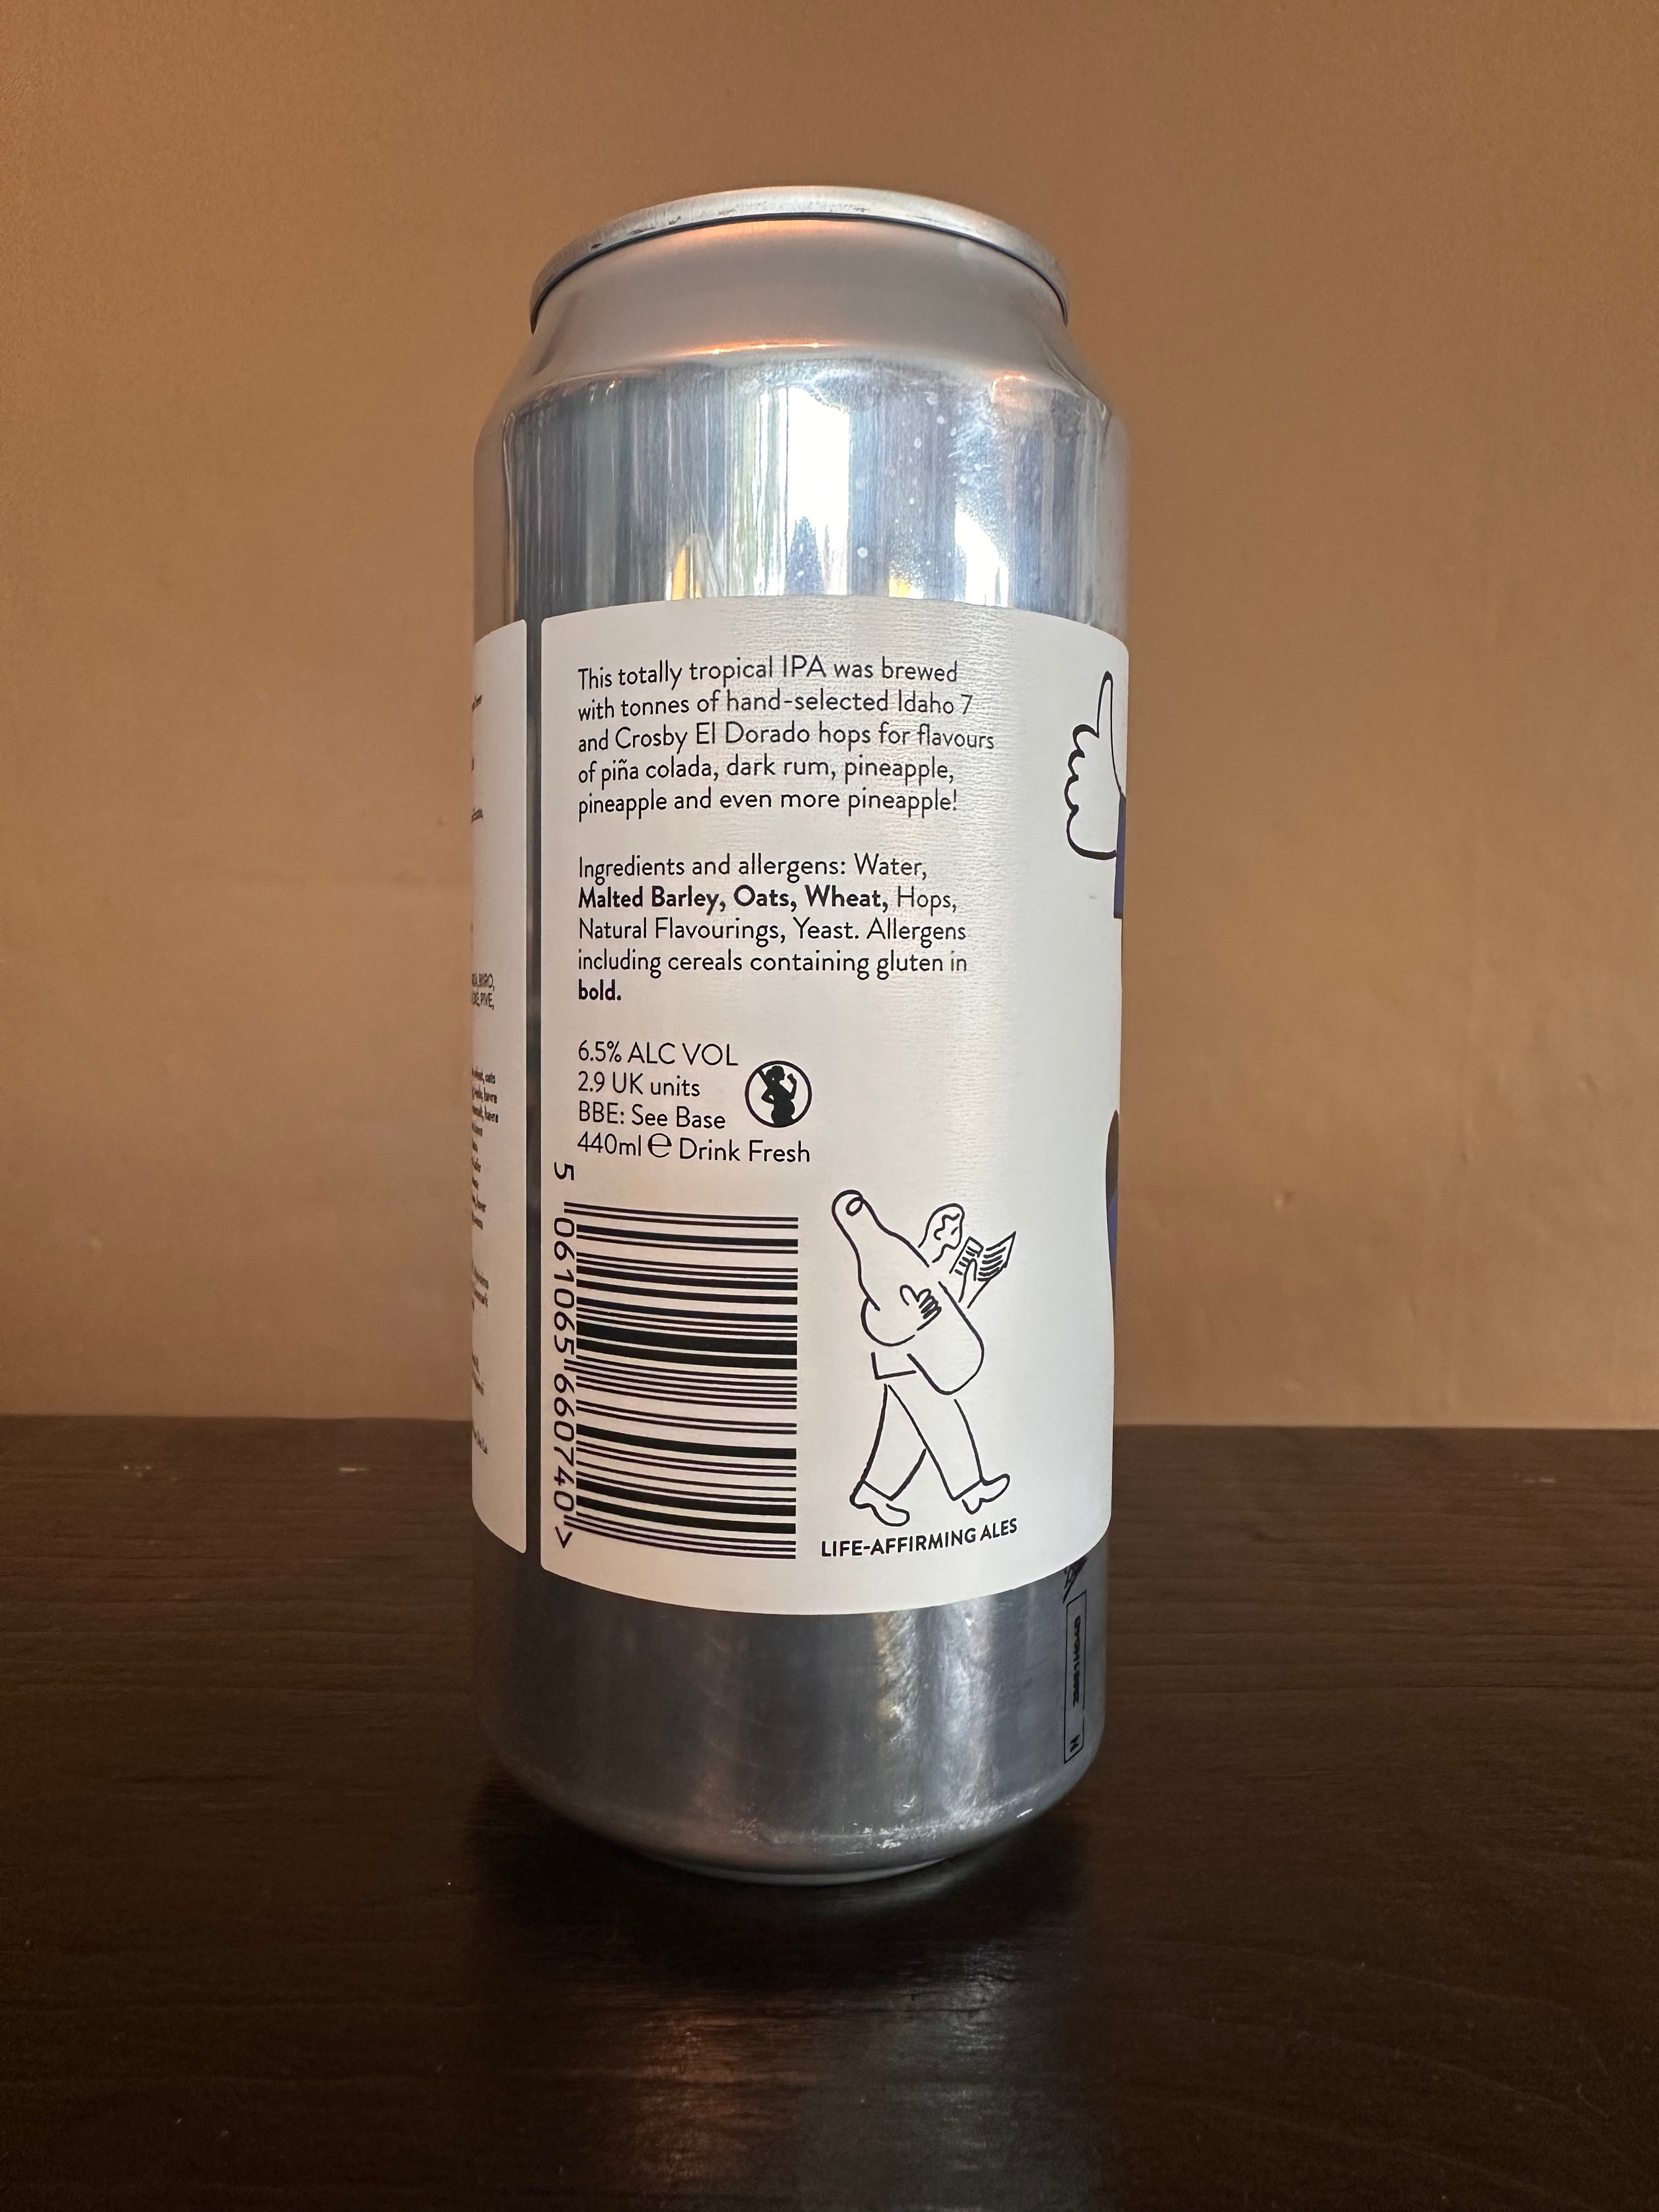 This totally tropical IPA was brewed
with tonnes of hand-selected Idaho 7
and Crosby El Dorado hops for flavours
of piña colada, dark rum, pineapple,
pineapple and even more pineapple!
Ingredients and allergens: Water,
Malted Barley, Oats, Wheat, Hops,
Natural Flavourings, Yeast. Allergens
including cereals containing gluten in
bold.
6.5% ALC VOL
2.9 UK units
BBE: See Base
440ml ℮ Drink Fresh
5 061065 660740 >
LIFE-AFFIRMING ALES